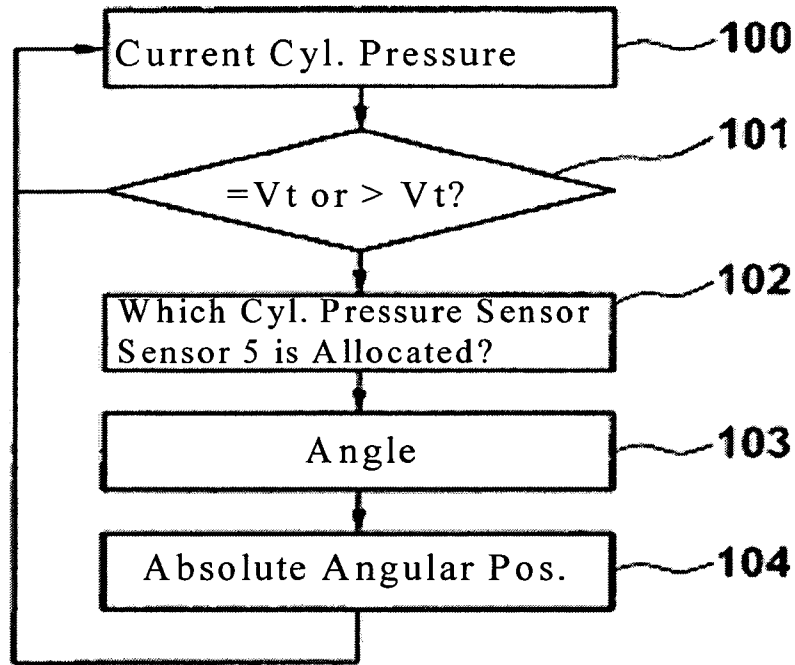 Current Cyl. Pressure
100
=Vt or > Vt?
101
Which Cyl. Pressure Sensor
Sensor 5 is Allocated?
102
Angle
103
Absolute Angular Pos.
104